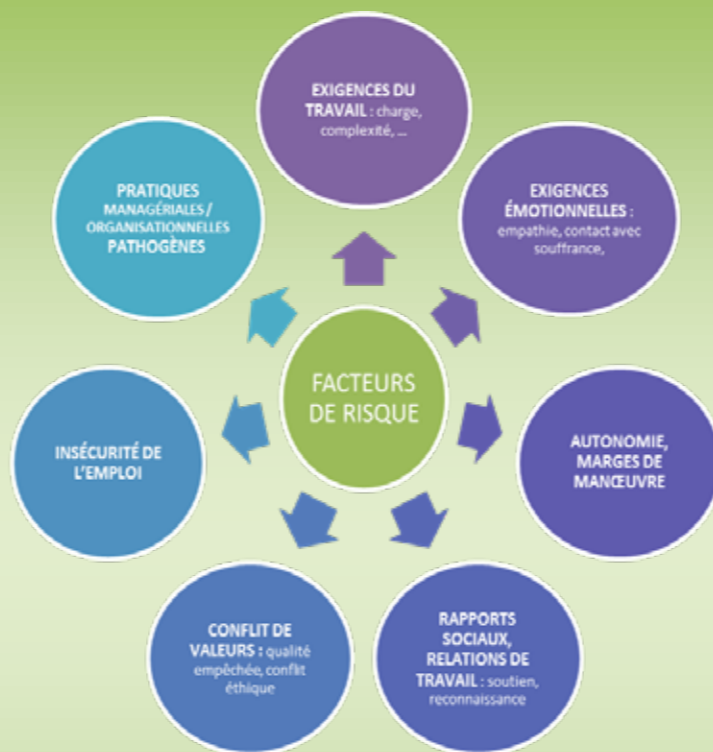 EXIGENCES DU
TRAVAIL : charge,
complexité, ...
EXIGENCES
ÉMOTIONNELLES :
empathie, contact avec
souffrance,
PRATIQUES
MANAGÉRIALES /
ORGANISATIONNELLES
PATHOGÈNES
FACTEURS
DE RISQUE
AUTONOMIE,
MARGES DE
MANŒUVRE
INSÉCURITÉ DE
L'EMPLOI
RAPPORTS
SOCIAUX,
RELATIONS DE
TRAVAIL : soutien,
reconnaissance
CONFLIT DE
VALEURS : qualité
empêchée, conflit
éthique